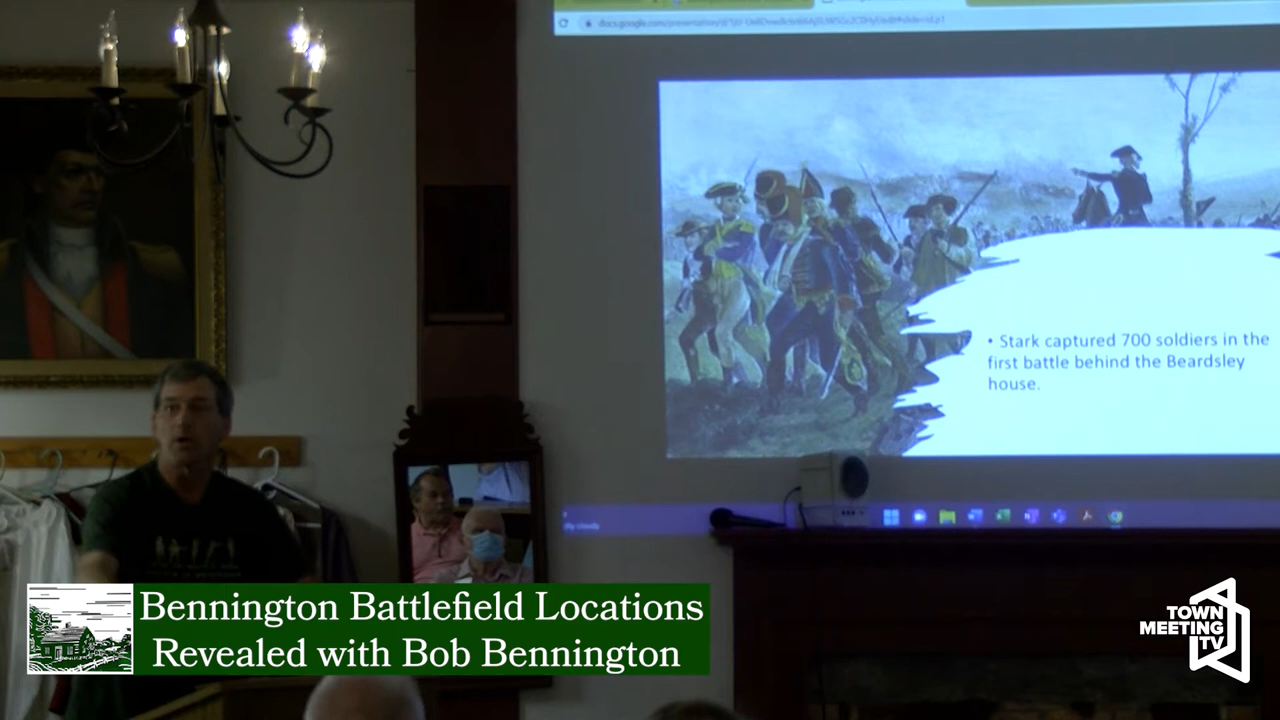 • Stark captured 700 soldiers in the
first battle behind the Beardsley
house.
Bennington Battlefield Locations
Revealed with Bob Bennington
TOWN
MEETING
TV